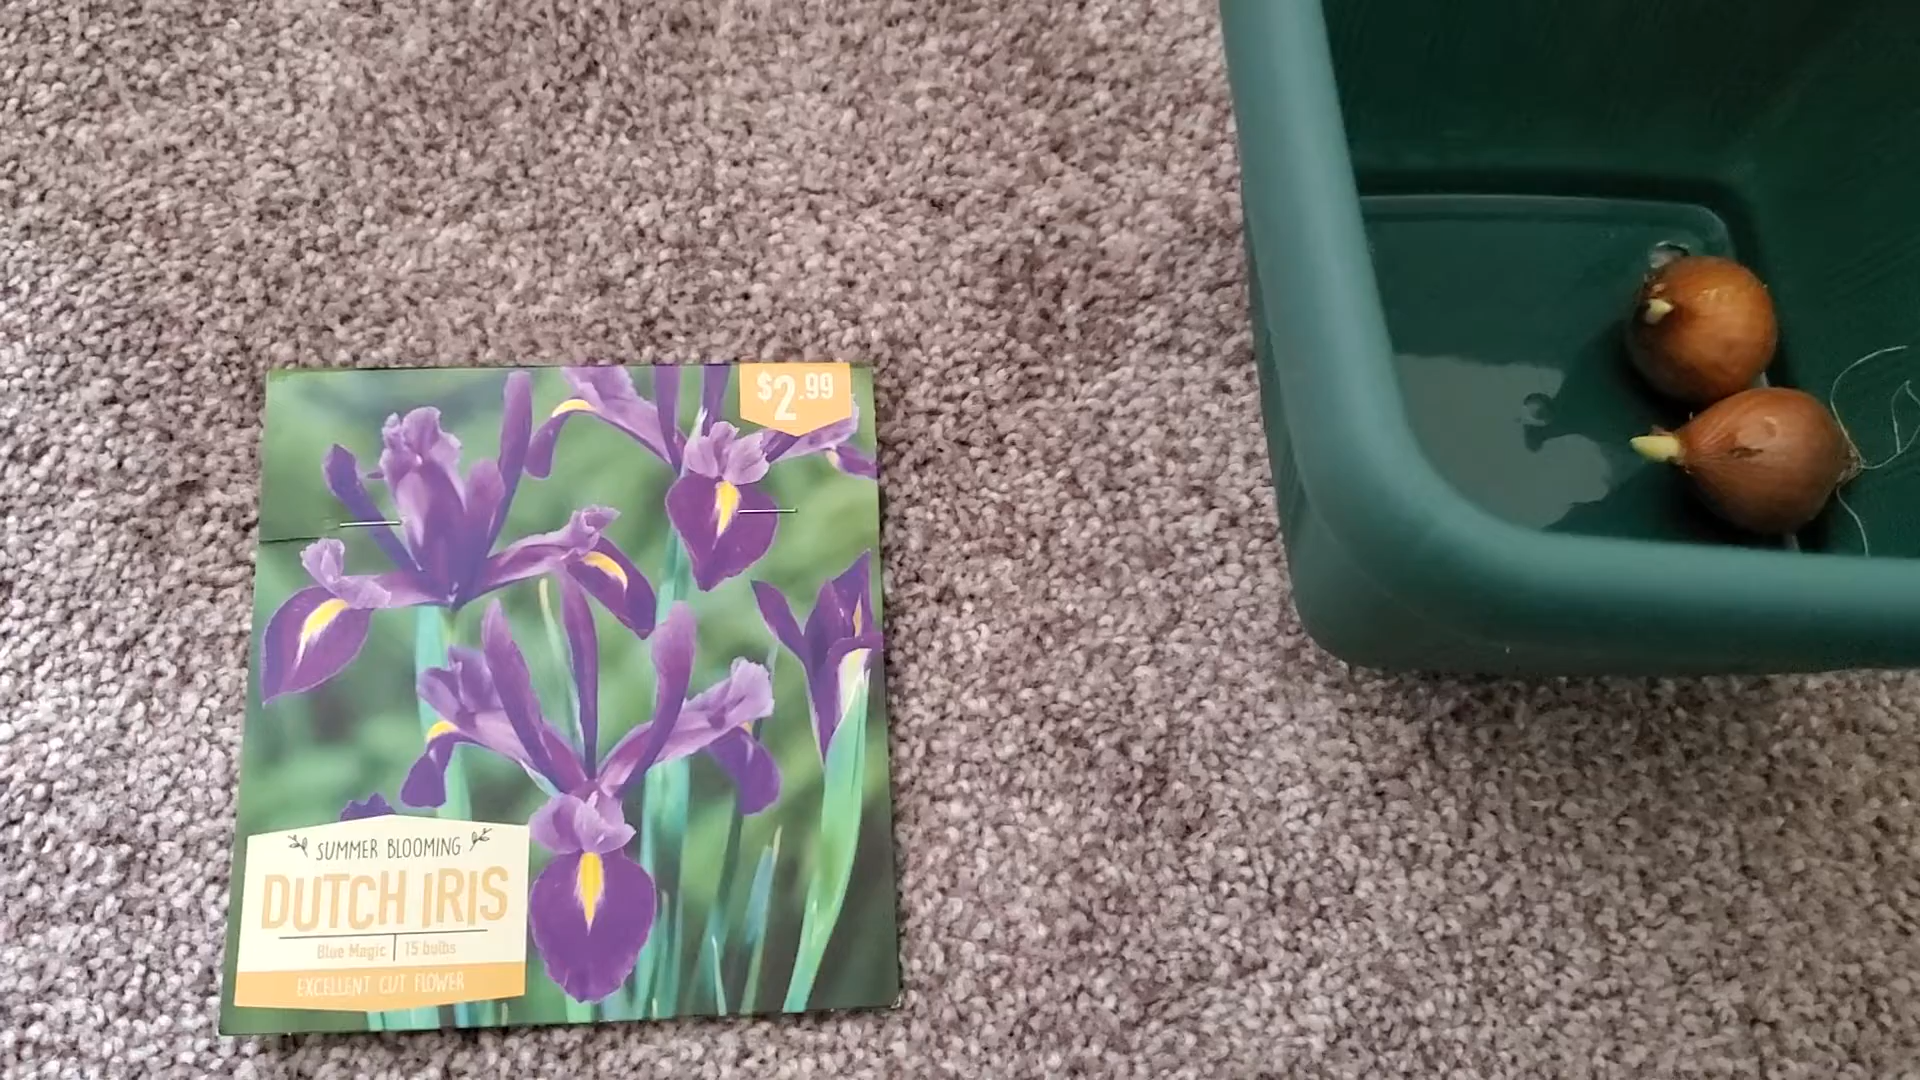 $2.99
SUMMER BLOOMING
DUTCH IRIS
Blue Magic | 15 bulbs
EXCELLENT CUT FLOWER